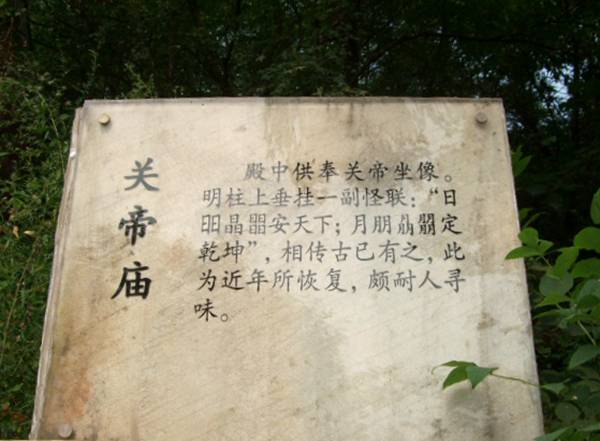 关帝庙
殿中供奉关帝坐像。
明柱上垂挂一副怪联：“日
昍晶𣊫安天下；月朋朤朤定
乾坤”，相传古已有之，此
为近年所恢复，颇耐人寻
味。